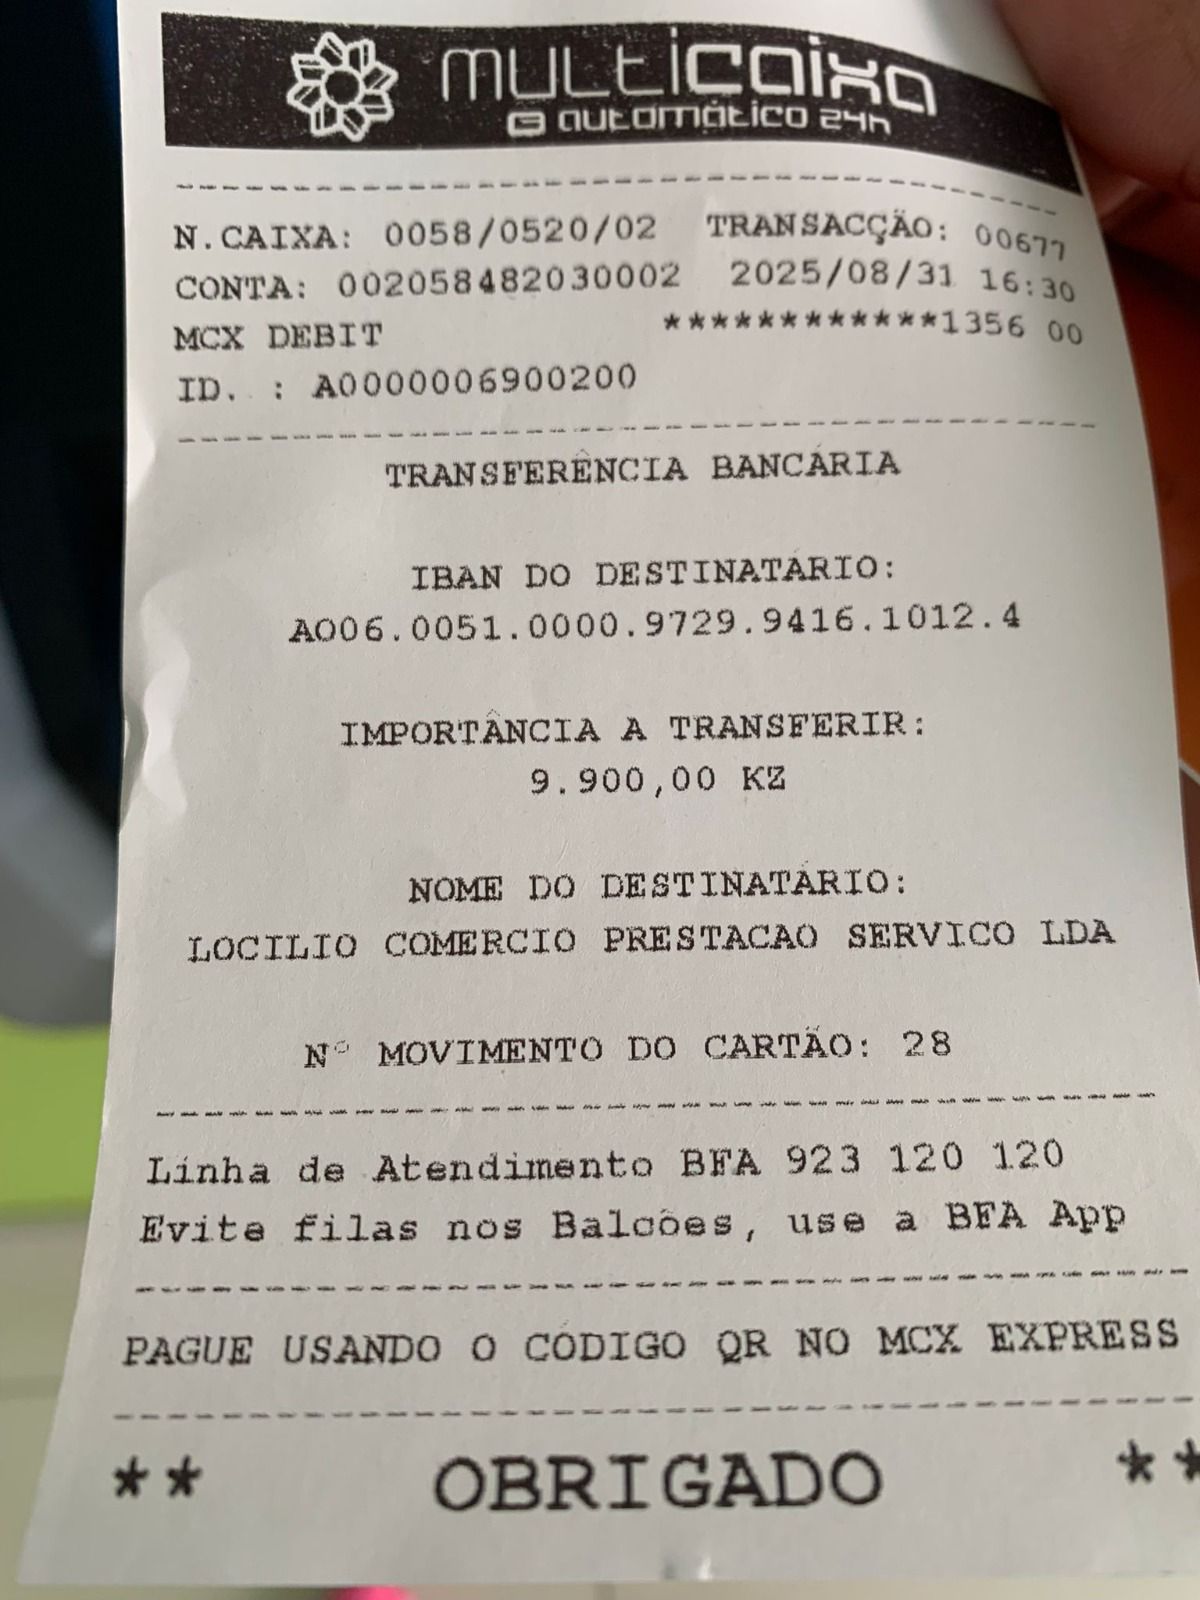 multicaixa
automático 24h
N.CAIXA: 0058/0520/02 TRANSACÇÃO: 00677
CONTA: 002058482030002 2025/08/31 16:30
MCX DEBIT ************1356 00
ID. : A0000006900200
TRANSFERÊNCIA BANCÁRIA
IBAN DO DESTINATÁRIO:
AO06.0051.0000.9729.9416.1012.4
IMPORTÂNCIA A TRANSFERIR:
9.900,00 KZ
NOME DO DESTINATÁRIO:
LOCILIO COMERCIO PRESTACAO SERVICO LDA
Nº MOVIMENTO DO CARTÃO: 28
Linha de Atendimento BFA 923 120 120
Evite filas nos Balcões, use a BFA App
PAGUE USANDO O CODIGO QR NO MCX EXPRESS
** OBRIGADO **